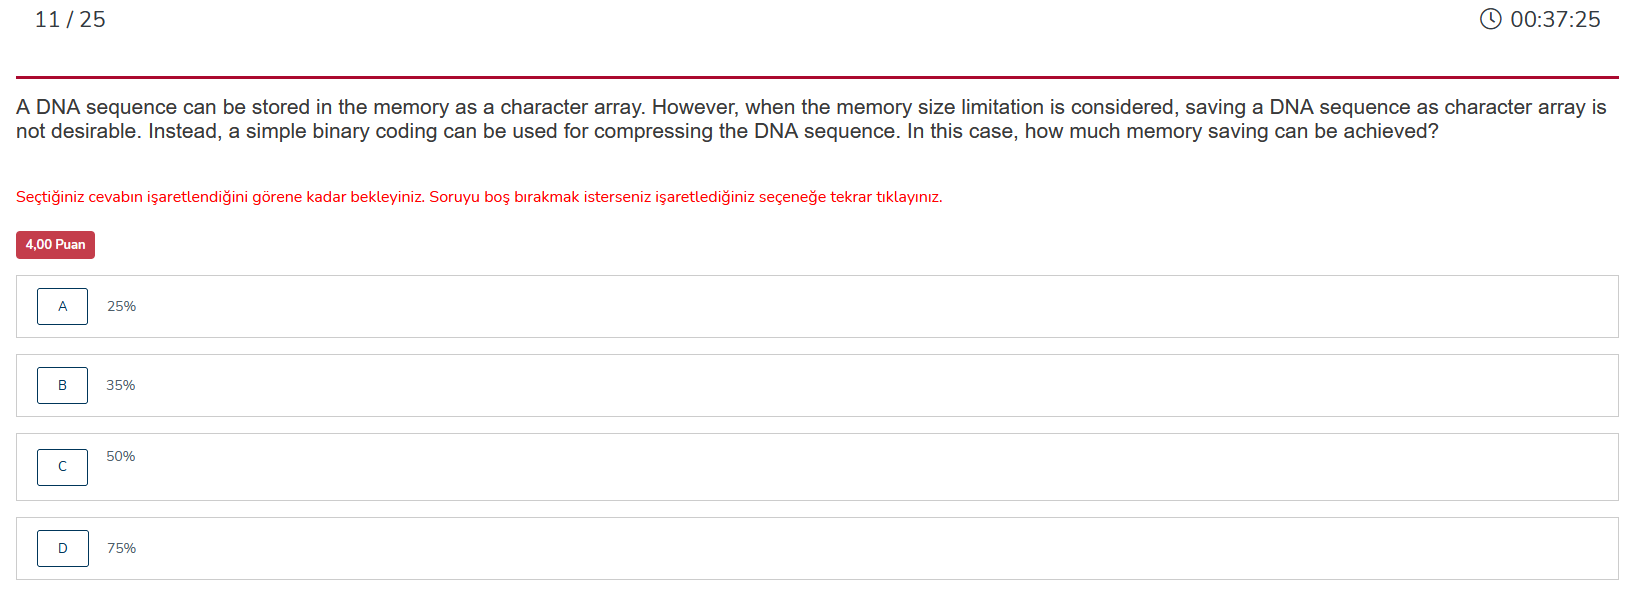 11 / 25
00:37:25
A DNA sequence can be stored in the memory as a character array. However, when the memory size limitation is considered, saving a DNA sequence as character array is
not desirable. Instead, a simple binary coding can be used for compressing the DNA sequence. In this case, how much memory saving can be achieved?
Seçtiğiniz cevabın işaretlendiğini görene kadar bekleyiniz. Soruyu boş bırakmak isterseniz işaretlediğiniz seçeneğe tekrar tıklayınız.
4,00 Puan
A 25%
B 35%
C 50%
D 75%